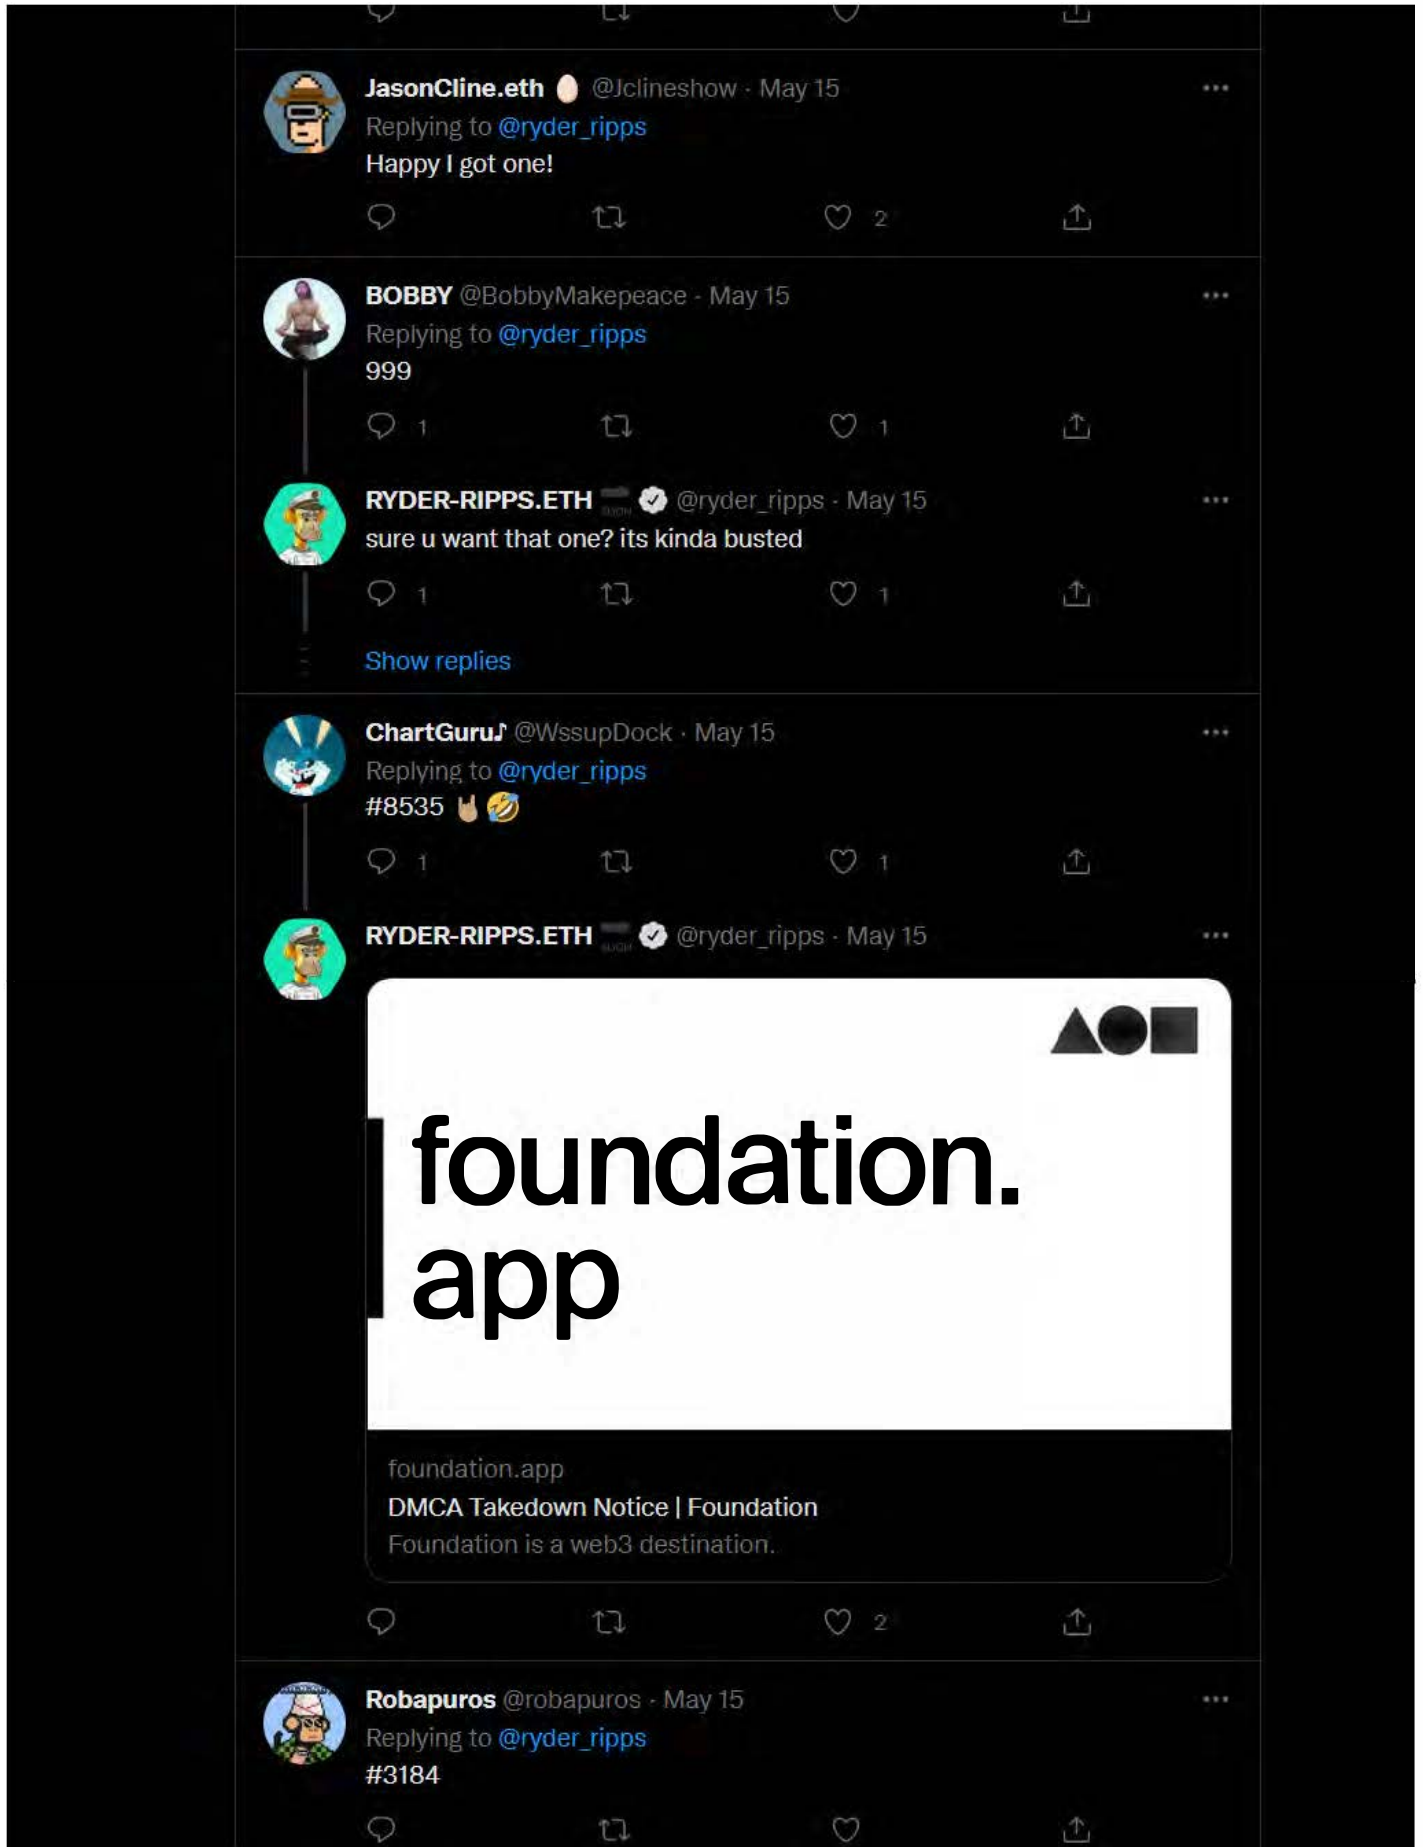 JasonCline.eth 🥚 @Jclineshow · May 15
Replying to @ryder_ripps
Happy I got one!
2
BOBBY @BobbyMakepeace · May 15
Replying to @ryder_ripps
999
1 1
RYDER-RIPPS.ETH @ryder_ripps · May 15
sure u want that one? its kinda busted
1 1
Show replies
ChartGuru♪ @WssupDock · May 15
Replying to @ryder_ripps
#8535 🤘🏼🤣
1 1
RYDER-RIPPS.ETH @ryder_ripps · May 15
foundation.
app
foundation.app
DMCA Takedown Notice | Foundation
Foundation is a web3 destination.
2
Robapuros @robapuros · May 15
Replying to @ryder_ripps
#3184